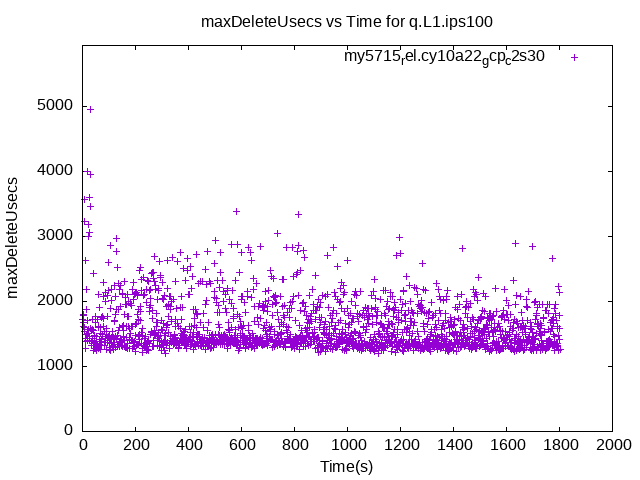 maxDeleteUsecs vs Time for q.L1.ips100
my5715rel.cy10a22gcpc2s30
maxDeleteUsecs
5000
4000
3000
2000
1000
0
0 200 400 600 800 1000 1200 1400 1600 1800 2000
Time(s)